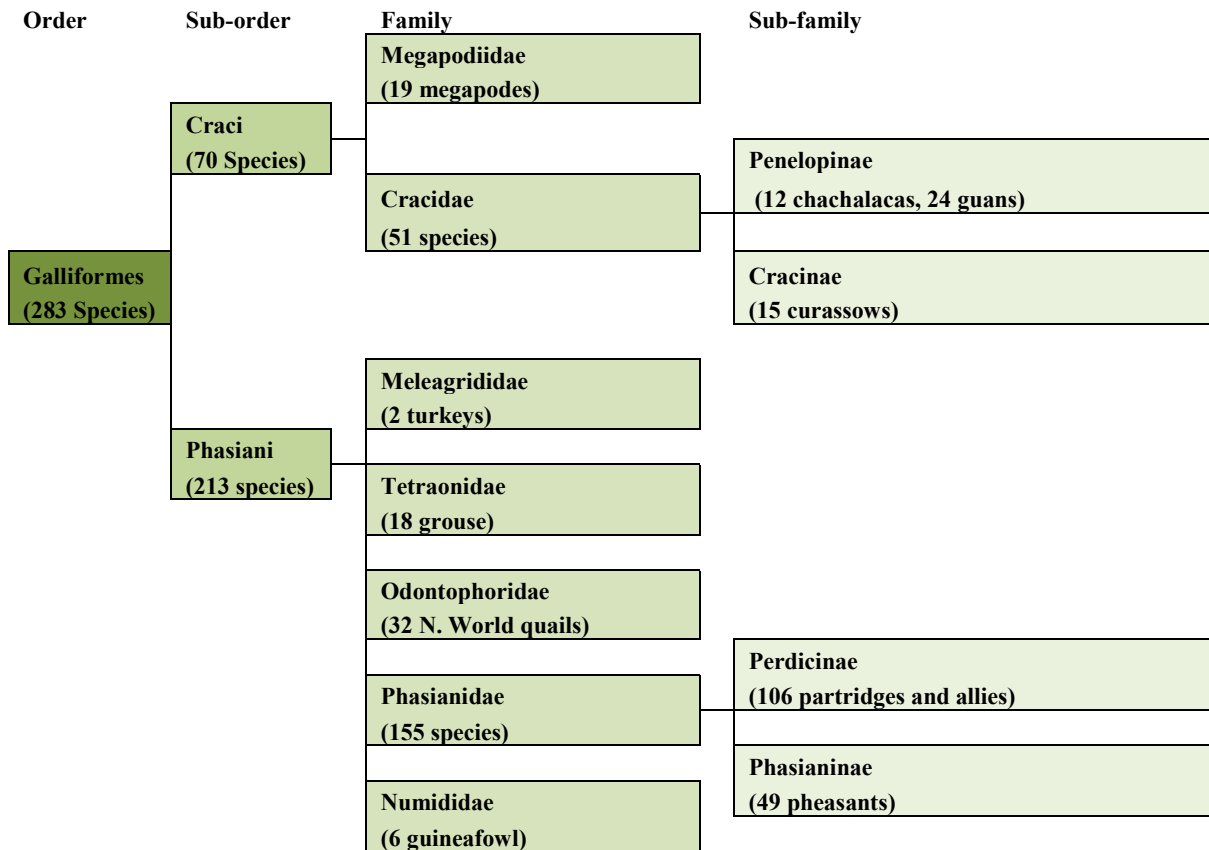 Order Sub-order Family Sub-family
Megapodiidae
(19 megapodes)
Craci
(70 Species)
Penelopinae
(12 chachalacas, 24 guans)
Cracidae
(51 species)
Galliformes
(283 Species)
Cracinae
(15 curassows)
Meleagrididae
(2 turkeys)
Phasiani
(213 species)
Tetraonidae
(18 grouse)
Odontophoridae
(32 N. World quails)
Perdicinae
(106 partridges and allies)
Phasianidae
(155 species)
Phasianinae
(49 pheasants)
Numididae
(6 guineafowl)